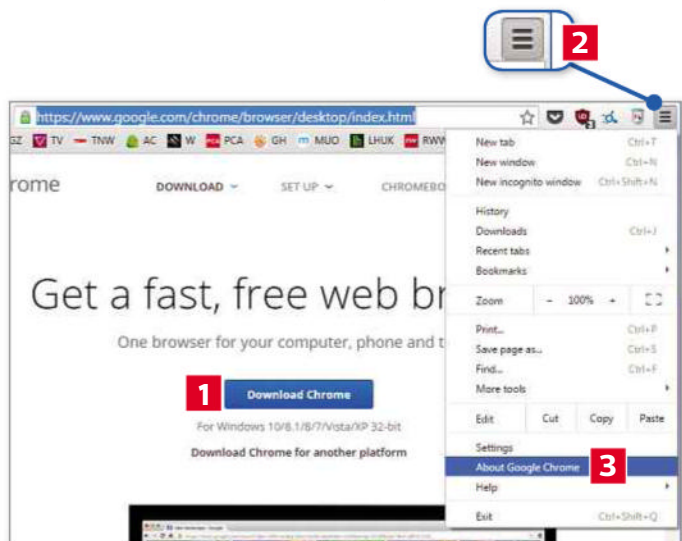 2
https://www.google.com/chrome/browser/desktop/index.html
GZ TV TNW AC W PCA PCA GH MUO LHUK RWW
rome DOWNLOAD SET UP CHROMEBO
Get a fast, free web br
One browser for your computer, phone and t
1 Download Chrome
For Windows 10/8.1/8/7/Vista/XP 32-bit
Download Chrome for another platform
New tab Ctrl+T
New window Ctrl+N
New incognito window Ctrl+Shift+N
History
Downloads Ctrl+J
Recent tabs
Bookmarks
Zoom - 100% +
Print... Ctrl+P
Save page as... Ctrl+S
Find... Ctrl+F
More tools
Edit Cut Copy Paste
Settings
About Google Chrome 3
Help
Exit Ctrl+Shift+Q